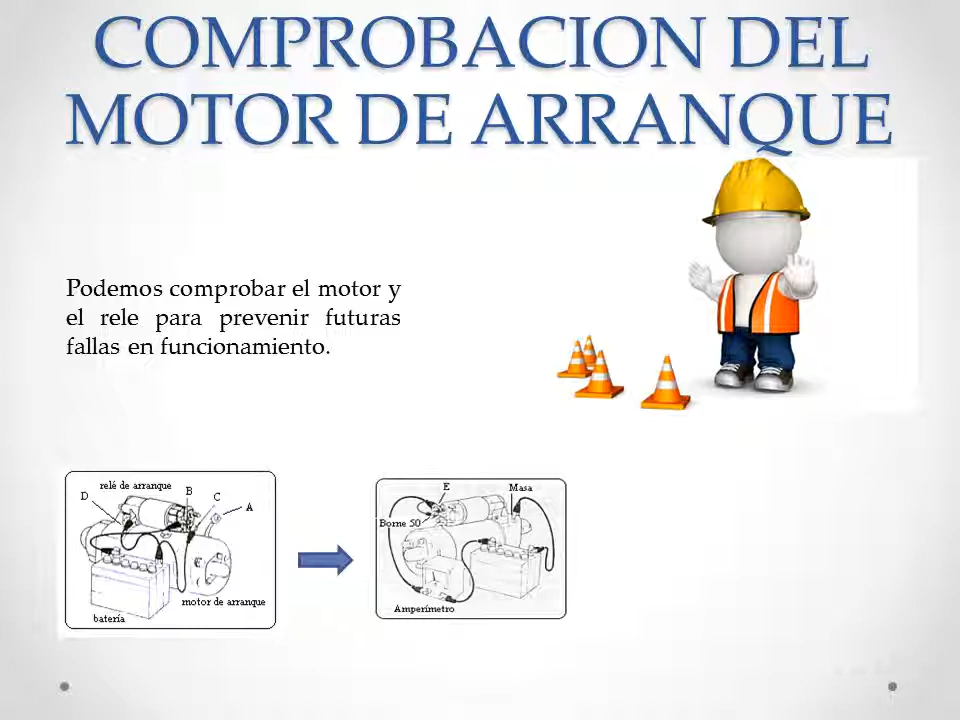 COMPROBACION DEL
MOTOR DE ARRANQUE
Podemos comprobar el motor y
el rele para prevenir futuras
fallas en funcionamiento.
relé de arranque
D
B
C
A
motor de arranque
batería
E
Masa
Borne 50
Amperímetro